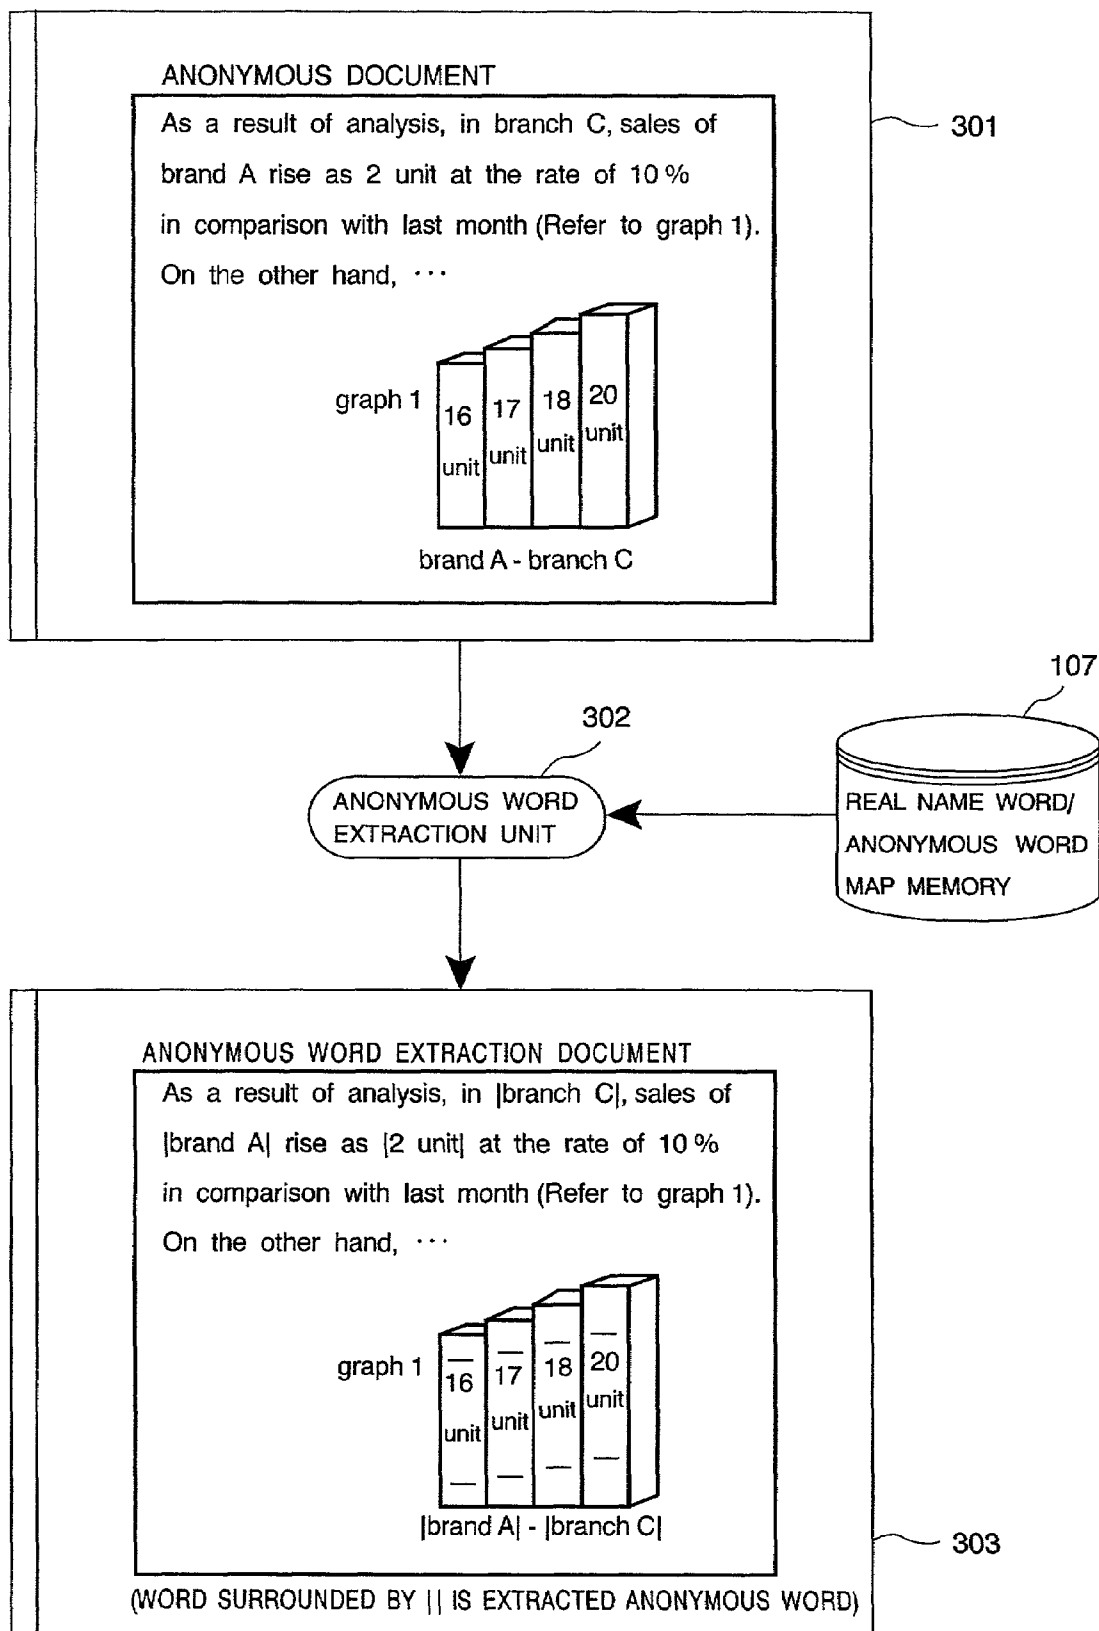 ANONYMOUS DOCUMENT
As a result of analysis, in branch C, sales of
brand A rise as 2 unit at the rate of 10 %
in comparison with last month (Refer to graph 1).
On the other hand, ···
graph 1
16 unit
17 unit
18 unit
20 unit
brand A - branch C
301
302
107
ANONYMOUS WORD
EXTRACTION UNIT
REAL NAME WORD/
ANONYMOUS WORD
MAP MEMORY
ANONYMOUS WORD EXTRACTION DOCUMENT
As a result of analysis, in |branch C|, sales of
|brand A| rise as |2 unit| at the rate of 10 %
in comparison with last month (Refer to graph 1).
On the other hand, ···
graph 1
|16 unit|
|17 unit|
|18 unit|
|20 unit|
|brand A| - |branch C|
303
(WORD SURROUNDED BY || IS EXTRACTED ANONYMOUS WORD)